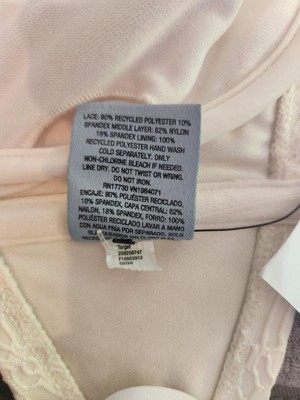 LACE: 90% RECYCLED POLYESTER 10%
SPANDEX MIDDLE LAYER: 82% NYLON
18% SPANDEX LINING: 100%
RECYCLED POLYESTER HAND WASH
COLD SEPARATELY. ONLY
NON-CHLORINE BLEACH IF NEEDED.
LINE DRY. DO NOT TWIST OR WRING.
DO NOT IRON.
RN17730 VN1984071
ENCAJE: 90% POLIÉSTER RECICLADO,
10% SPANDEX, CAPA CENTRAL: 82%
NAILON, 18% SPANDEX, FORRO: 100%
POLIÉSTER RECICLADO LAVAR A MANO
CON AGUA FRÍA POR SEPARADO. SOLO
Target